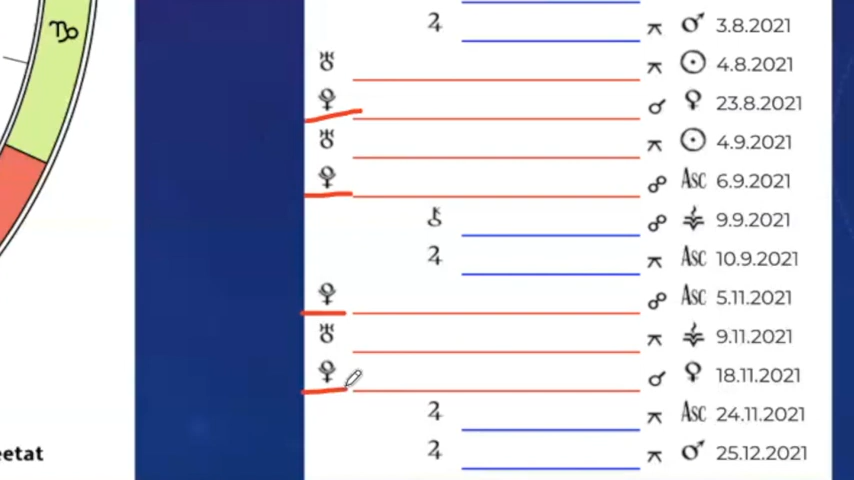 ♑
♃ ⚻ ♂ 3.8.2021
♅ ⚻ ☉ 4.8.2021
♇ ☌ ♀ 23.8.2021
♅ ⚻ ☉ 4.9.2021
♇ ☍ Asc 6.9.2021
⚷ ☍ 9.9.2021
♃ ⚻ Asc 10.9.2021
♇ ☍ Asc 5.11.2021
♅ ⚻ 9.11.2021
♇ ☌ ♀ 18.11.2021
♃ ⚻ Asc 24.11.2021
♃ ⚻ ♂ 25.12.2021
eetat